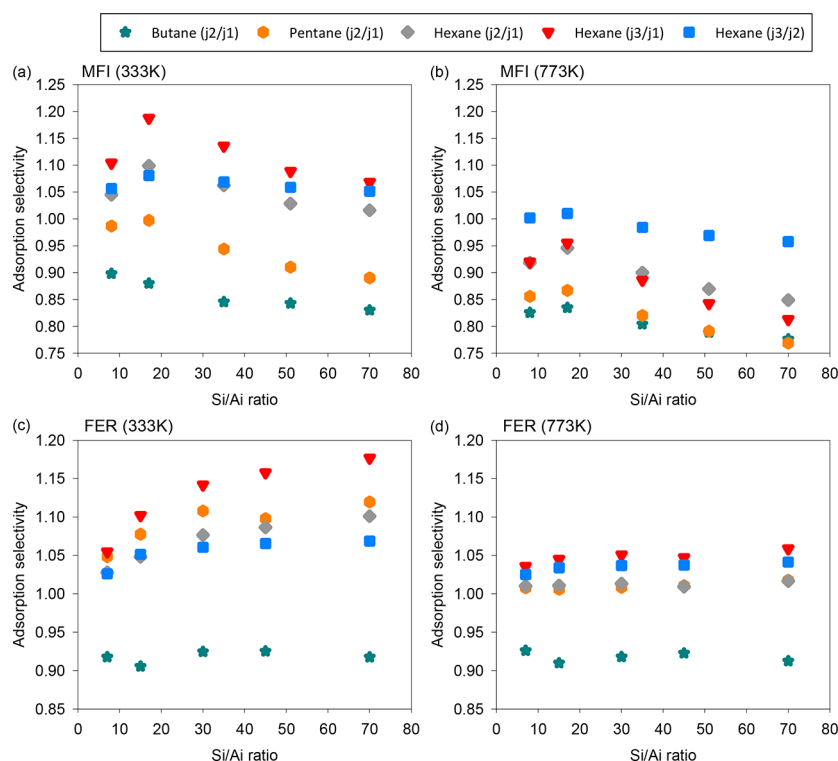 Butane (j2/j1) Pentane (j2/j1) Hexane (j2/j1) Hexane (j3/j1) Hexane (j3/j2)
(a) MFI (333K)
1.25
1.20
1.15
1.10
1.05
1.00
0.95
0.90
0.85
0.80
0.75
Adsorption selectivity
0 10 20 30 40 50 60 70 80
Si/Ai ratio
(b) MFI (773K)
1.25
1.20
1.15
1.10
1.05
1.00
0.95
0.90
0.85
0.80
0.75
Adsorption selectivity
0 10 20 30 40 50 60 70 80
Si/Ai ratio
(c) FER (333K)
1.20
1.15
1.10
1.05
1.00
0.95
0.90
0.85
Adsorption selectivity
0 10 20 30 40 50 60 70 80
Si/Ai ratio
(d) FER (773K)
1.20
1.15
1.10
1.05
1.00
0.95
0.90
0.85
Adsorption selectivity
0 10 20 30 40 50 60 70 80
Si/Ai ratio